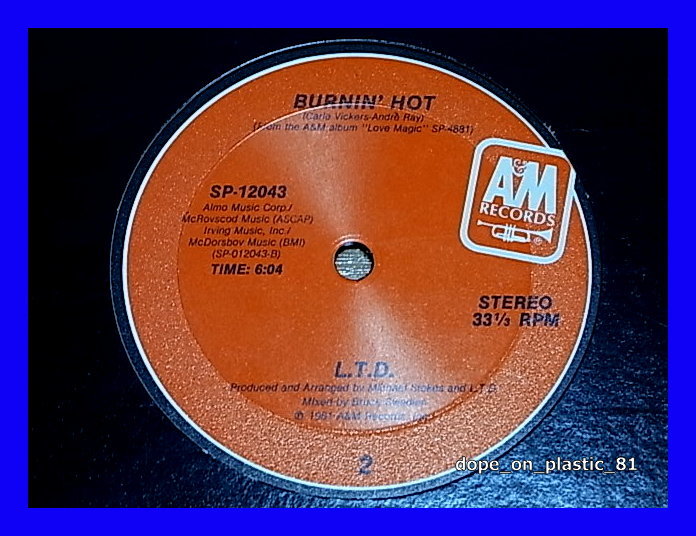 BURNIN' HOT
(Carle Vickers-André Ray)
(From the A&M album "Love Magic" SP-4881)
SP-12043
Almo Music Corp./
McRovscod Music (ASCAP)
Irving Music, Inc./
McDorsbov Music (BMI)
(SP-012043-B)
TIME: 6:04
A&M
RECORDS
®
STEREO
33⅓ RPM
L.T.D.
Produced and Arranged by Michael Stokes and L.T.D.
Mixed by Bruce Swedien
℗ 1981 A&M Records, Inc.
2
dope_on_plastic_81